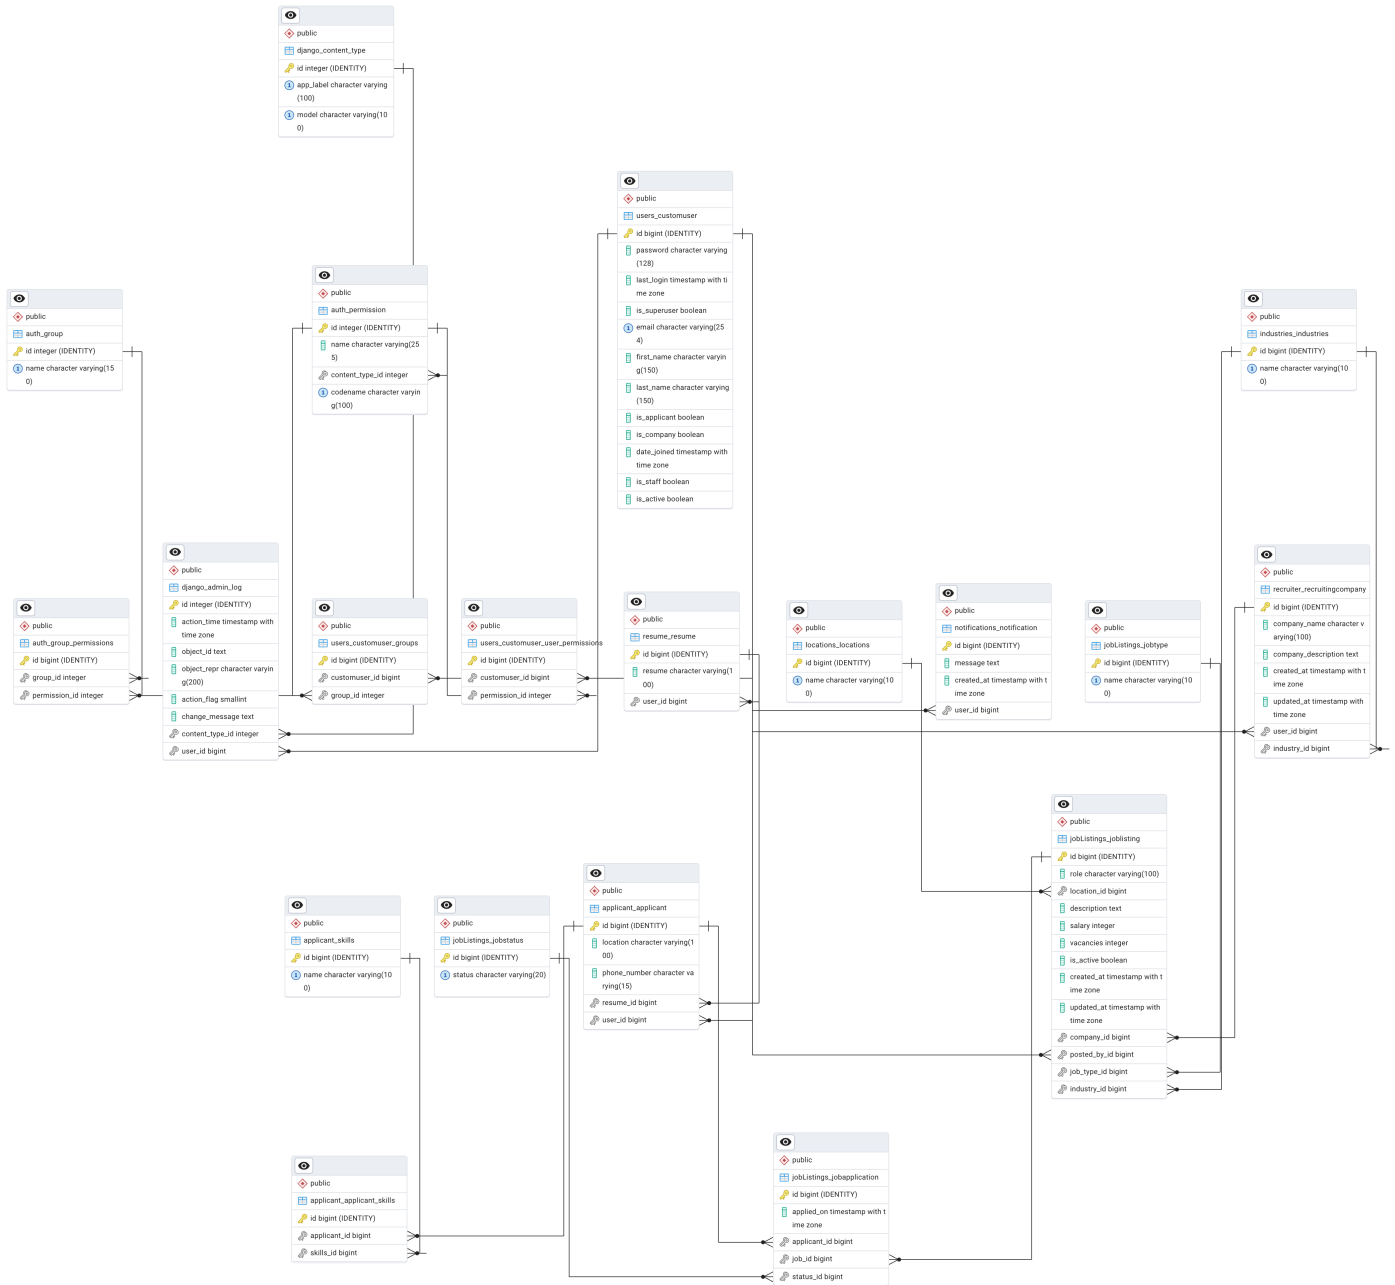 public
django_content_type
id integer (IDENTITY)
app_label character varying
(100)
model character varying(10
0)
public
users_customuser
id bigint (IDENTITY)
password character varying
(128)
last_login timestamp with ti
me zone
is_superuser boolean
email character varying(25
4)
first_name character varyin
g(150)
last_name character varying
(150)
is_applicant boolean
is_company boolean
date_joined timestamp with
time zone
is_staff boolean
is_active boolean
public
auth_permission
id integer (IDENTITY)
name character varying(25
5)
content_type_id integer
codename character varyin
g(100)
public
auth_group
id integer (IDENTITY)
name character varying(15
0)
public
industries_industries
id bigint (IDENTITY)
name character varying(10
0)
public
auth_group_permissions
id bigint (IDENTITY)
group_id integer
permission_id integer
public
django_admin_log
id integer (IDENTITY)
action_time timestamp with
time zone
object_id text
object_repr character varyin
g(200)
action_flag smallint
change_message text
content_type_id integer
user_id bigint
public
users_customuser_groups
id bigint (IDENTITY)
customuser_id bigint
group_id integer
public
users_customuser_user_permissions
id bigint (IDENTITY)
customuser_id bigint
permission_id integer
public
resume_resume
id bigint (IDENTITY)
resume character varying(1
00)
user_id bigint
public
locations_locations
id bigint (IDENTITY)
name character varying(10
0)
public
notifications_notification
id bigint (IDENTITY)
message text
created_at timestamp with t
ime zone
user_id bigint
public
jobListings_jobtype
id bigint (IDENTITY)
name character varying(10
0)
public
recruiter_recruitingcompany
id bigint (IDENTITY)
company_name character v
arying(100)
company_description text
created_at timestamp with t
ime zone
updated_at timestamp with
time zone
user_id bigint
industry_id bigint
public
jobListings_joblisting
id bigint (IDENTITY)
role character varying(100)
location_id bigint
description text
salary integer
vacancies integer
is_active boolean
created_at timestamp with t
ime zone
updated_at timestamp with
time zone
company_id bigint
posted_by_id bigint
job_type_id bigint
industry_id bigint
public
applicant_skills
id bigint (IDENTITY)
name character varying(10
0)
public
jobListings_jobstatus
id bigint (IDENTITY)
status character varying(20)
public
applicant_applicant
id bigint (IDENTITY)
location character varying(1
00)
phone_number character va
rying(15)
resume_id bigint
user_id bigint
public
applicant_applicant_skills
id bigint (IDENTITY)
applicant_id bigint
skills_id bigint
public
jobListings_jobapplication
id bigint (IDENTITY)
applied_on timestamp with t
ime zone
applicant_id bigint
job_id bigint
status_id bigint